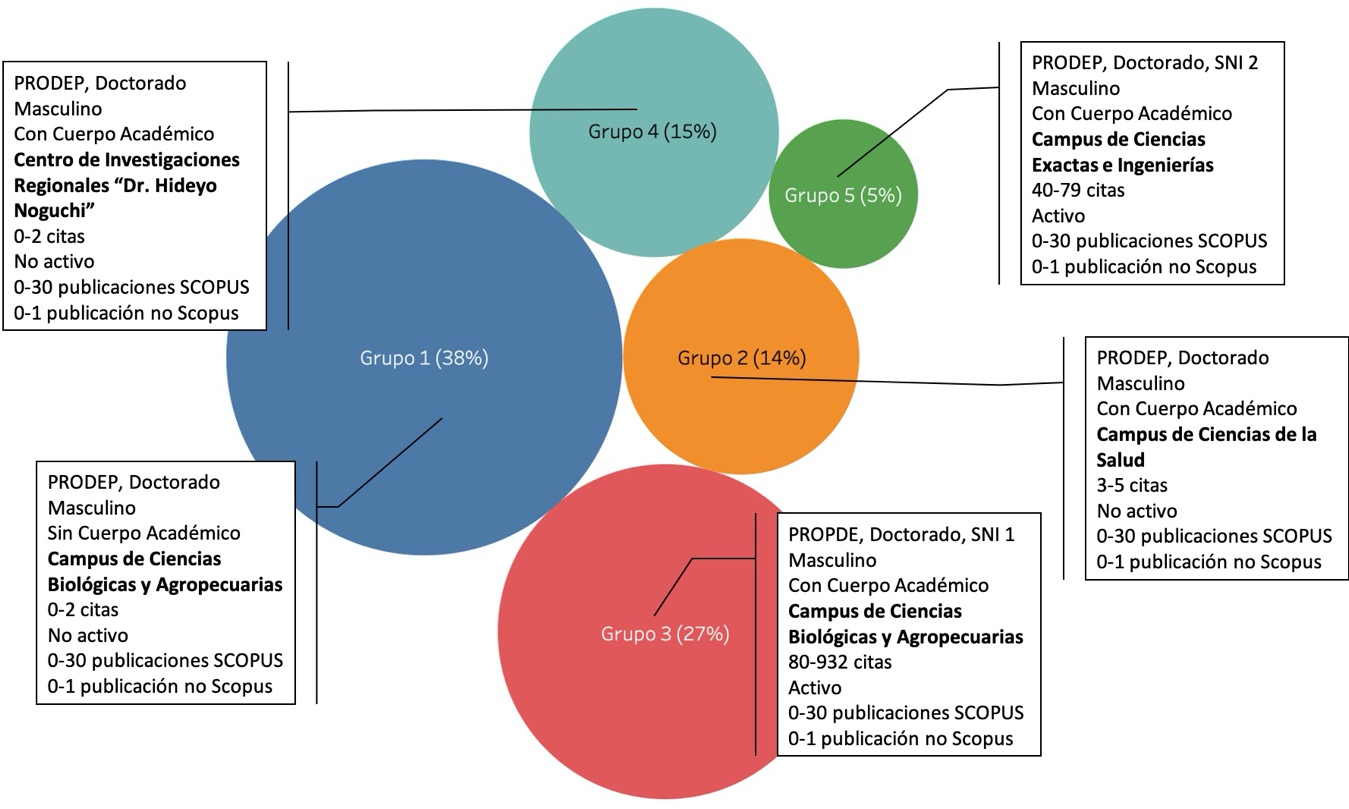 PRODEP, Doctorado
Masculino
Con Cuerpo Académico
Centro de Investigaciones
Regionales “Dr. Hideyo
Noguchi”
0-2 citas
No activo
0-30 publicaciones SCOPUS
0-1 publicación no Scopus
Grupo 4 (15%)
Grupo 5 (5%)
PRODEP, Doctorado, SNI 2
Masculino
Con Cuerpo Académico
Campus de Ciencias
Exactas e Ingenierías
40-79 citas
Activo
0-30 publicaciones SCOPUS
0-1 publicación no Scopus
Grupo 1 (38%)
Grupo 2 (14%)
PRODEP, Doctorado
Masculino
Con Cuerpo Académico
Campus de Ciencias de la
Salud
3-5 citas
No activo
0-30 publicaciones SCOPUS
0-1 publicación no Scopus
PRODEP, Doctorado
Masculino
Sin Cuerpo Académico
Campus de Ciencias
Biológicas y Agropecuarias
0-2 citas
No activo
0-30 publicaciones SCOPUS
0-1 publicación no Scopus
Grupo 3 (27%)
PROPDE, Doctorado, SNI 1
Masculino
Con Cuerpo Académico
Campus de Ciencias
Biológicas y Agropecuarias
80-932 citas
Activo
0-30 publicaciones SCOPUS
0-1 publicación no Scopus